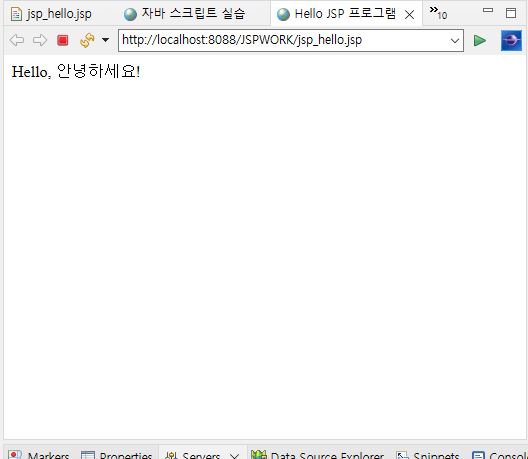 jsp_hello.jsp 자바 스크립트 실습 Hello JSP 프로그램 »10
http://localhost:8088/JSPWORK/jsp_hello.jsp
Hello, 안녕하세요!
Markers Properties Servers Data Source Explorer Snippets Conso